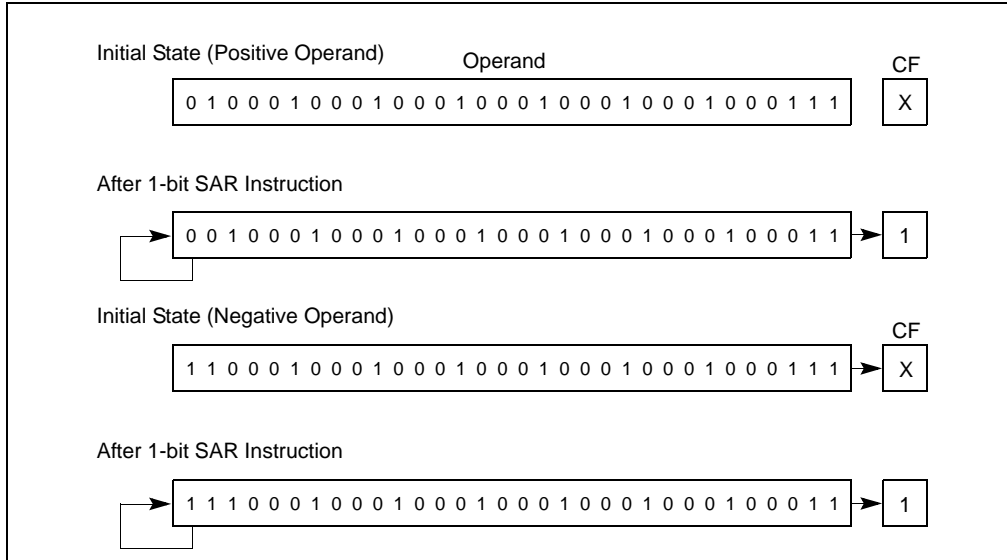 Initial State (Positive Operand) Operand CF
0 1 0 0 0 1 0 0 0 1 0 0 0 1 0 0 0 1 0 0 0 1 0 0 0 1 0 0 0 1 1 1 X
After 1-bit SAR Instruction
0 0 1 0 0 0 1 0 0 0 1 0 0 0 1 0 0 0 1 0 0 0 1 0 0 0 1 0 0 0 1 1 1
Initial State (Negative Operand) CF
1 1 0 0 0 1 0 0 0 1 0 0 0 1 0 0 0 1 0 0 0 1 0 0 0 1 0 0 0 1 1 1 X
After 1-bit SAR Instruction
1 1 1 0 0 0 1 0 0 0 1 0 0 0 1 0 0 0 1 0 0 0 1 0 0 0 1 0 0 0 1 1 1